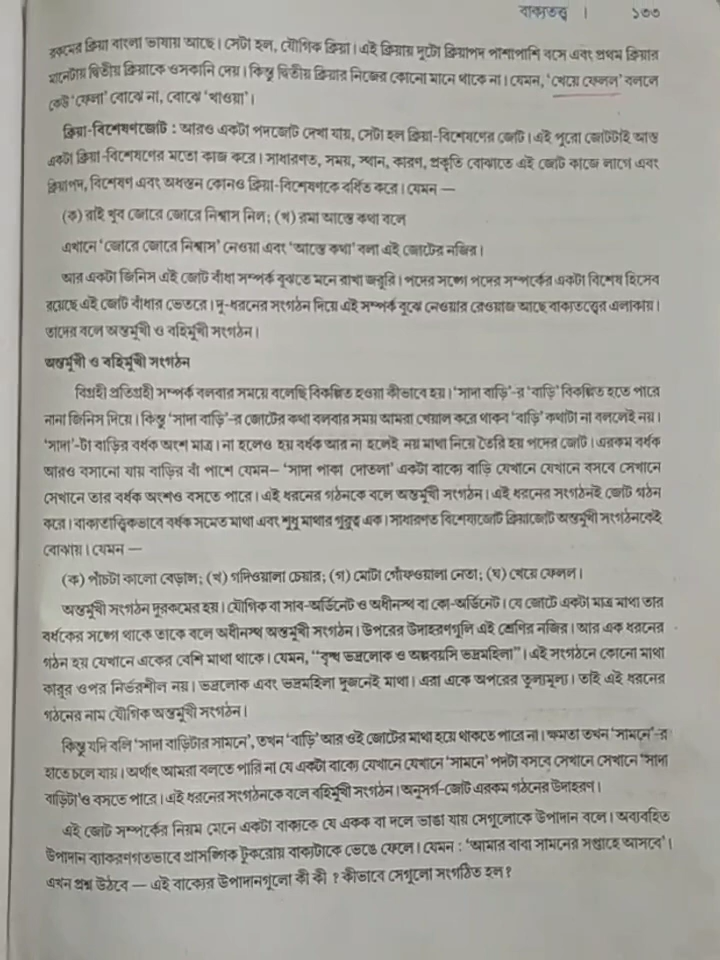 বাক্যতত্ত্ব । ১৩৩
রকমের ক্রিয়া বাংলা ভাষায় আছে। সেটা হল, যৌগিক ক্রিয়া। এই ক্রিয়ায় দুটো ক্রিয়াপদ পাশাপাশি বসে এবং প্রথম ক্রিয়ার
মানেটায় দ্বিতীয় ক্রিয়াকে ওসকানি দেয়। কিন্তু দ্বিতীয় ক্রিয়ার নিজের কোনো মানে থাকে না। যেমন, 'খেয়ে ফেলল' বললে
কেউ 'ফেলা' বোঝে না, বোঝে 'খাওয়া'।
ক্রিয়া-বিশেষণজোট : আরও একটা পদজোট দেখা যায়, সেটা হল ক্রিয়া-বিশেষণের জোট। এই পুরো জোটটাই আস্ত
একটা ক্রিয়া-বিশেষণের মতো কাজ করে। সাধারণত, সময়, স্থান, কারণ, প্রকৃতি বোঝাতে এই জোট কাজে লাগে এবং
ক্রিয়াপদ, বিশেষণ এবং অধস্তন কোনও ক্রিয়া-বিশেষণকে বর্ধিত করে। যেমন —
(ক) রাই খুব জোরে জোরে নিশ্বাস নিল; (খ) রমা আস্তে কথা বলে
এখানে 'জোরে জোরে নিশ্বাস' নেওয়া এবং 'আস্তে কথা' বলা এই জোটের নজির।
আর একটা জিনিস এই জোট বাঁধা সম্পর্ক বুঝতে মনে রাখা জরুরি। পদের সঙ্গে পদের সম্পর্কের একটা বিশেষ হিসেব
রয়েছে এই জোট বাঁধার ভেতরে। দু-ধরনের সংগঠন দিয়ে এই সম্পর্ক বুঝে নেওয়ার রেওয়াজ আছে বাক্যতত্ত্বের এলাকায়।
তাদের বলে অন্তর্মুখী ও বহির্মুখী সংগঠন।
অন্তর্মুখী ও বহির্মুখী সংগঠন
বিগ্রহী প্রতিগ্রহী সম্পর্ক বলবার সময়ে বলেছি বিকল্পিত হওয়া কীভাবে হয়। 'সাদা বাড়ি'-র 'বাড়ি' বিকল্পিত হতে পারে
নানা জিনিস দিয়ে। কিন্তু 'সাদা বাড়ি'-র জোটের কথা বলবার সময় আমরা খেয়াল করে থাকব 'বাড়ি' কথাটা না বললেই নয়।
'সাদা'-টা বাড়ির বর্ধক অংশ মাত্র। না হলেও হয় বর্ধক আর না হলেই নয় মাথা নিয়ে তৈরি হয় পদের জোট। এরকম বর্ধক
আরও বসানো যায় বাড়ির বাঁ পাশে যেমন– 'সাদা পাকা দোতলা' একটা বাক্যে বাড়ি যেখানে যেখানে বসবে সেখানে
সেখানে তার বর্ধক অংশও বসতে পারে। এই ধরনের গঠনকে বলে অন্তর্মুখী সংগঠন। এই ধরনের সংগঠনই জোট গঠন
করে। বাক্যতাত্ত্বিকভাবে বর্ধক সমেত মাথা এবং শুধু মাথার গুরুত্ব এক। সাধারণত বিশেষ্যজোট ক্রিয়াজোট অন্তর্মুখী সংগঠনকেই
বোঝায়। যেমন —
(ক) পাঁচটা কালো বেড়াল; (খ) গদিওয়ালা চেয়ার; (গ) মোটা গোঁফওয়ালা নেতা; (ঘ) খেয়ে ফেলল।
অন্তর্মুখী সংগঠন দুরকমের হয়। যৌগিক বা সাব-অর্ডিনেট ও অধীনস্থ বা কো-অর্ডিনেট। যে জোটে একটা মাত্র মাথা তার
বর্ধকের সঙ্গে থাকে তাকে বলে অধীনস্থ অন্তর্মুখী সংগঠন। উপরের উদাহরণগুলি এই শ্রেণির নজির। আর এক ধরনের
গঠন হয় যেখানে একের বেশি মাথা থাকে। যেমন, "বৃদ্ধ ভদ্রলোক ও অল্পবয়সি ভদ্রমহিলা"। এই সংগঠনে কোনো মাথা
কারুর ওপর নির্ভরশীল নয়। ভদ্রলোক এবং ভদ্রমহিলা দুজনেই মাথা। এরা একে অপরের তুল্যমূল্য। তাই এই ধরনের
গঠনের নাম যৌগিক অন্তর্মুখী সংগঠন।
কিন্তু যদি বলি 'সাদা বাড়িটার সামনে', তখন 'বাড়ি' আর ওই জোটের মাথা হয়ে থাকতে পারে না। ক্ষমতা তখন 'সামনে'-র
হাতে চলে যায়। অর্থাৎ আমরা বলতে পারি না যে একটা বাক্যে যেখানে যেখানে 'সামনে' পদটা বসবে সেখানে সেখানে 'সাদা
বাড়িটা'ও বসতে পারে। এই ধরনের সংগঠনকে বলে বহির্মুখী সংগঠন। অনুসর্গ-জোট এরকম গঠনের উদাহরণ।
এই জোট সম্পর্কের নিয়ম মেনে একটা বাক্যকে যে একক বা দলে ভাঙা যায় সেগুলোকে উপাদান বলে। অব্যবহিত
উপাদান ব্যাকরণগতভাবে প্রাসঙ্গিক টুকরোয় বাক্যটাকে ভেঙে ফেলে। যেমন : 'আমার বাবা সামনের সপ্তাহে আসবে'।
এখন প্রশ্ন উঠবে — এই বাক্যের উপাদানগুলো কী কী ? কীভাবে সেগুলো সংগঠিত হল?